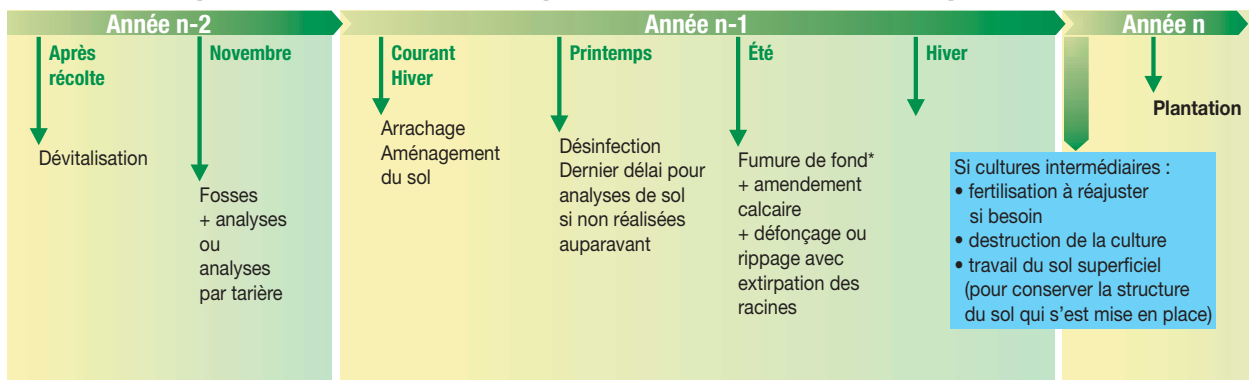 Année n-2
Année n-1
Année n
Après
récolte
Dévitalisation
Novembre
Fosses
+ analyses
ou
analyses
par tarière
Courant
Hiver
Arrachage
Aménagement
du sol
Printemps
Désinfection
Dernier délai pour
analyses de sol
si non réalisées
auparavant
Été
Fumure de fond*
+ amendement
calcaire
+ défonçage ou
rippage avec
extirpation des
racines
Hiver
Si cultures intermédiaires :
• fertilisation à réajuster
si besoin
• destruction de la culture
• travail du sol superficiel
(pour conserver la structure
du sol qui s'est mise en place)
Plantation